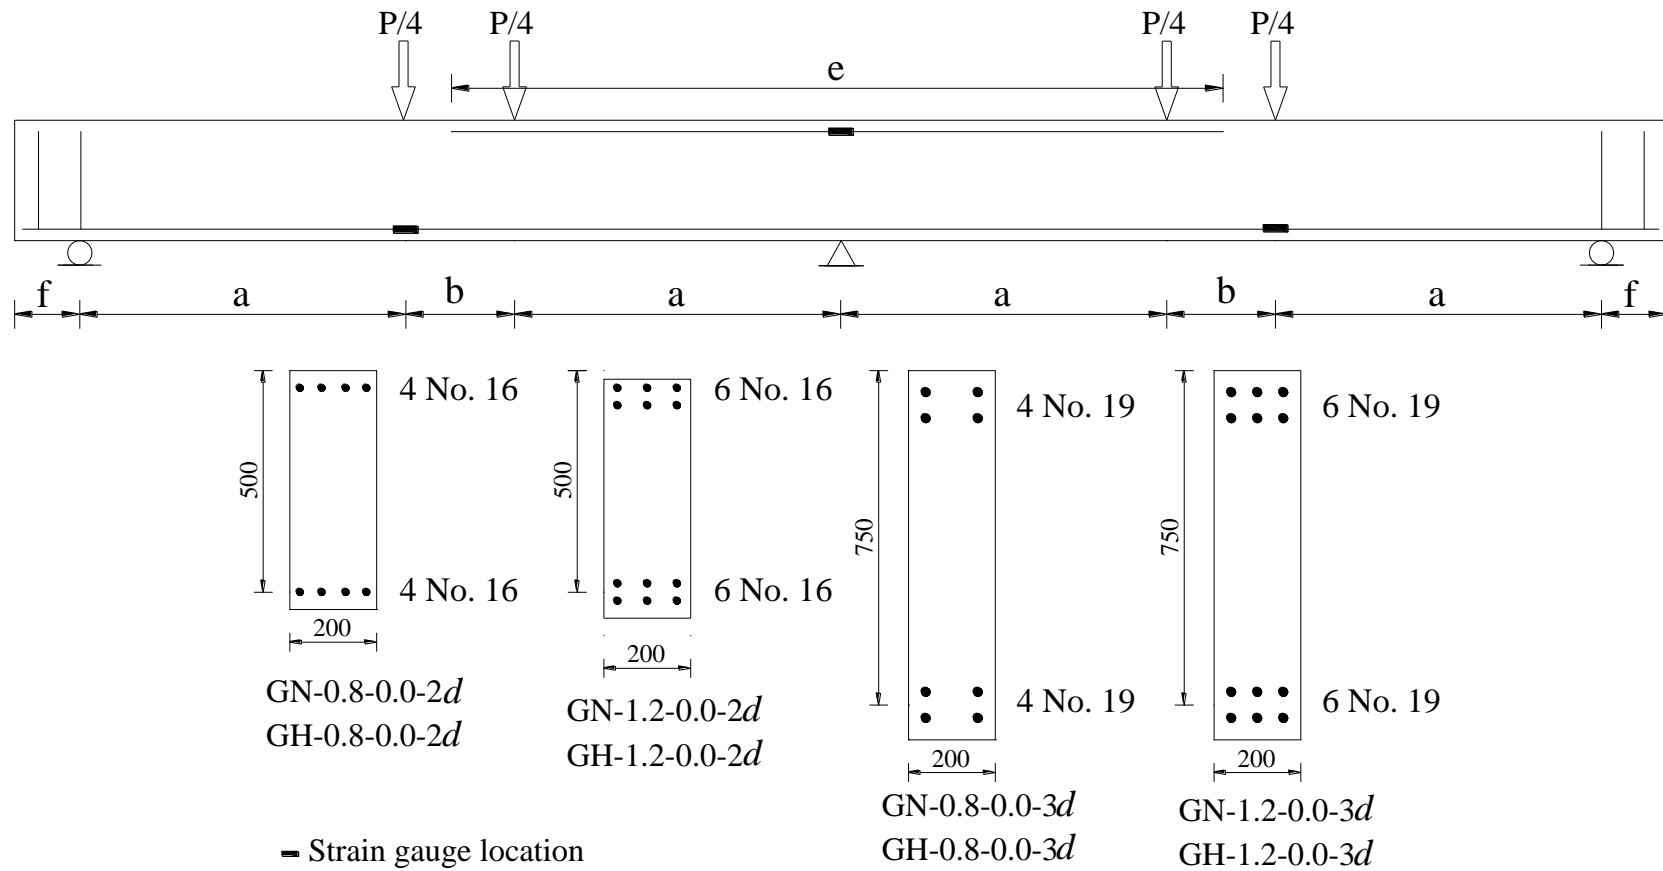 P/4 P/4 P/4 P/4
e
f a b a a b a f
500
4 No. 16
4 No. 16
200
GN-0.8-0.0-2d
GH-0.8-0.0-2d
500
6 No. 16
6 No. 16
200
GN-1.2-0.0-2d
GH-1.2-0.0-2d
750
4 No. 19
4 No. 19
200
GN-0.8-0.0-3d
GH-0.8-0.0-3d
750
6 No. 19
6 No. 19
200
GN-1.2-0.0-3d
GH-1.2-0.0-3d
Strain gauge location